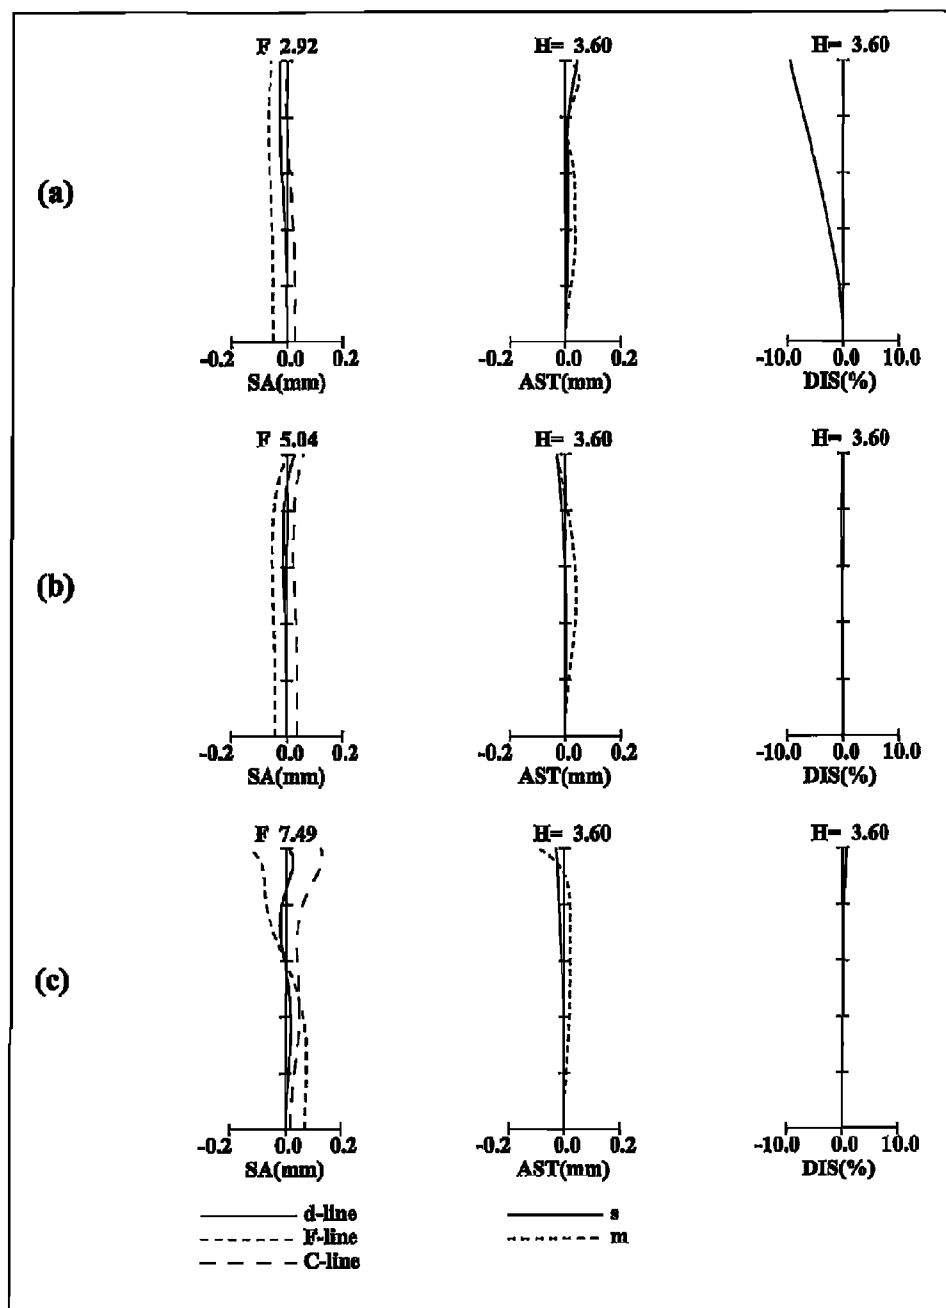 F 2.92 H= 3.60 H= 3.60
(a)
-0.2 0.0 0.2 -0.2 0.0 0.2 -10.0 0.0 10.0
SA(mm) AST(mm) DIS(%)
F 5.04 H= 3.60 H= 3.60
(b)
-0.2 0.0 0.2 -0.2 0.0 0.2 -10.0 0.0 10.0
SA(mm) AST(mm) DIS(%)
F 7.49 H= 3.60 H= 3.60
(c)
-0.2 0.0 0.2 -0.2 0.0 0.2 -10.0 0.0 10.0
SA(mm) AST(mm) DIS(%)
d-line s
F-line m
C-line